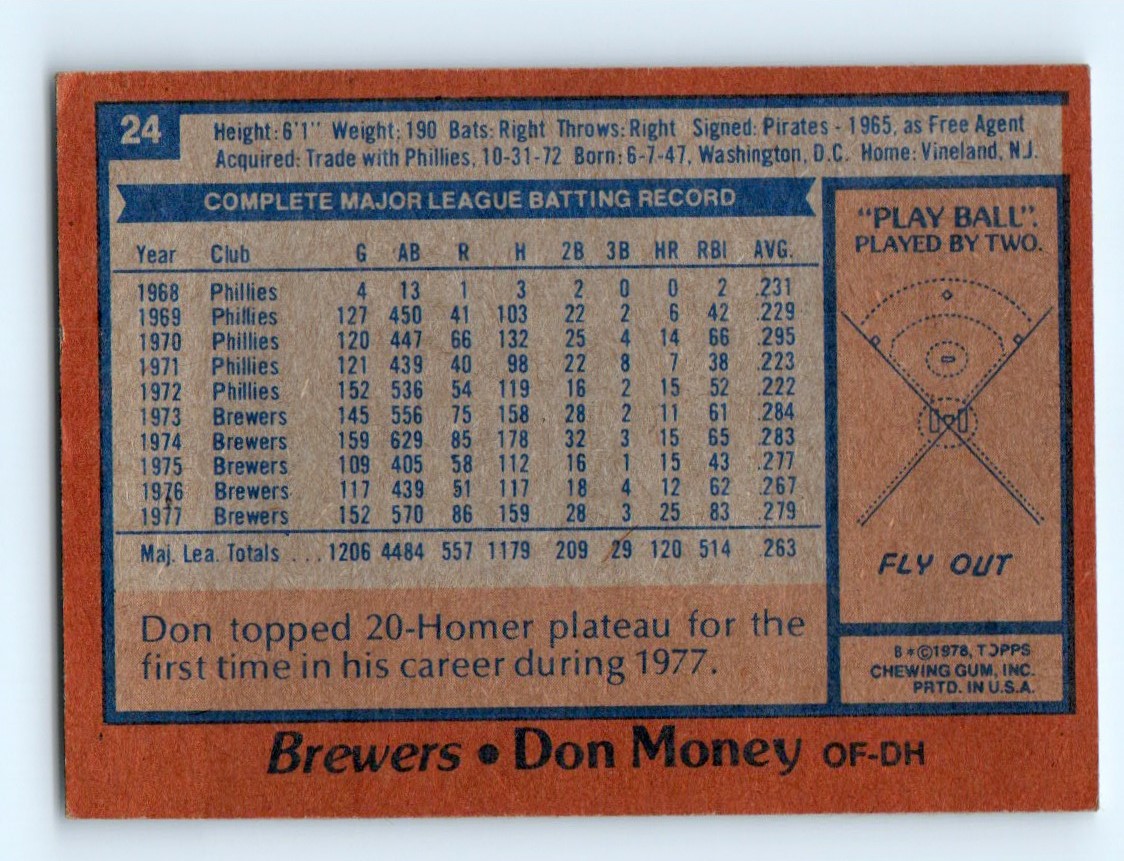 24
Height: 6'1" Weight: 190 Bats: Right Throws: Right Signed: Pirates - 1965, as Free Agent
Acquired: Trade with Phillies, 10-31-72 Born: 6-7-47, Washington, D.C. Home: Vineland, N.J.
COMPLETE MAJOR LEAGUE BATTING RECORD
Year Club G AB R H 2B 3B HR RBI AVG.
1968 Phillies 4 13 1 3 2 0 0 2 .231
1969 Phillies 127 450 41 103 22 2 6 42 .229
1970 Phillies 120 447 66 132 25 4 14 66 .295
1971 Phillies 121 439 40 98 22 8 7 38 .223
1972 Phillies 152 536 54 119 16 2 15 52 .222
1973 Brewers 145 556 75 158 28 2 11 61 .284
1974 Brewers 159 629 85 178 32 3 15 65 .283
1975 Brewers 109 405 58 112 16 1 15 43 .277
1976 Brewers 117 439 51 117 18 4 12 62 .267
1977 Brewers 152 570 86 159 28 3 25 83 .279
Maj. Lea. Totals .... 1206 4484 557 1179 209 29 120 514 .263
Don topped 20-Homer plateau for the
first time in his career during 1977.
"PLAY BALL".
PLAYED BY TWO.
FLY OUT
B*©1978, TOPPS
CHEWING GUM, INC.
PRTD. IN U.S.A.
Brewers • Don Money OF-DH